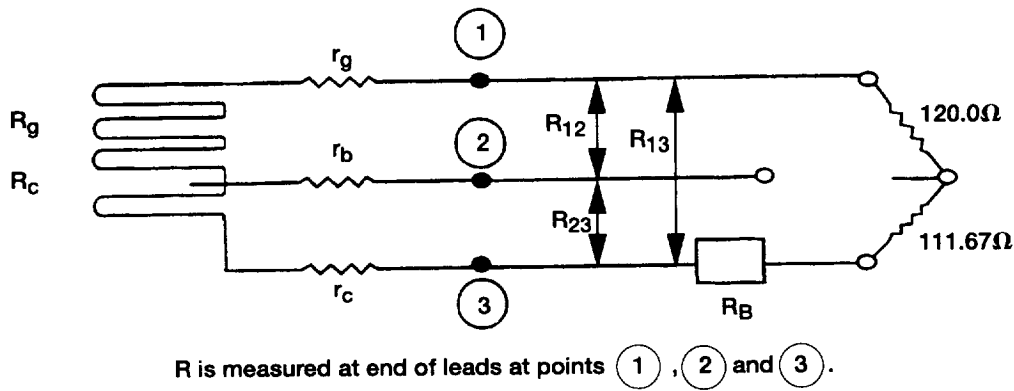 1
r_g
R_g
120.0Ω
R_12
R_13
2
r_b
R_c
R_23
111.67Ω
r_c
3
R_B
R is measured at end of leads at points 1 , 2 and 3 .